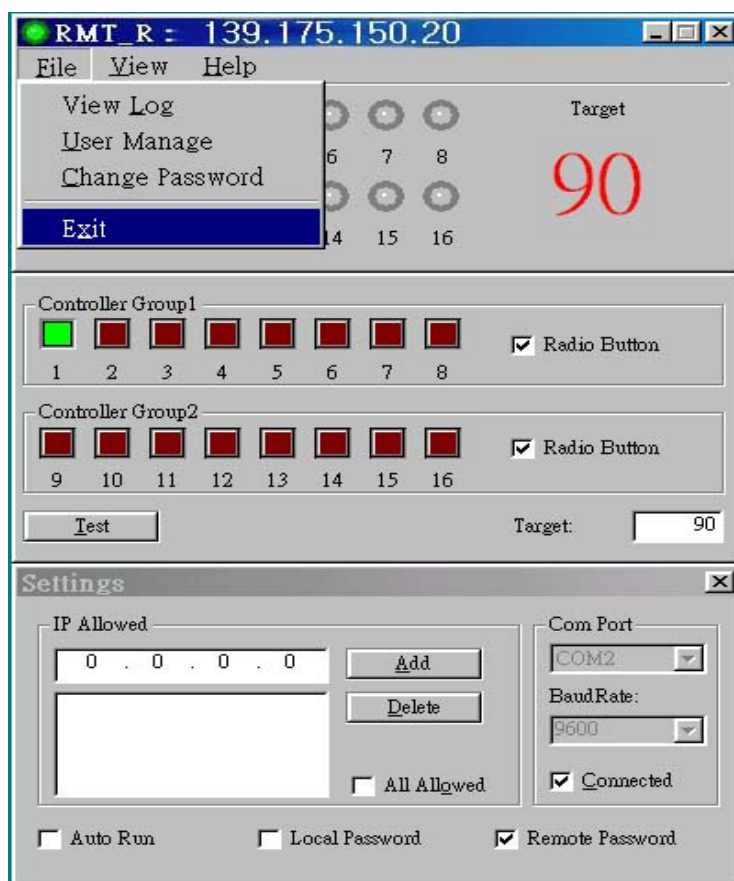 RMT_R : 139.175.150.20
File View Help
View Log
User Manage
Change Password
Exit
Target
90
6 7 8
14 15 16
Controller Group1
1 2 3 4 5 6 7 8
Radio Button
Controller Group2
9 10 11 12 13 14 15 16
Radio Button
Test
Target: 90
Settings
IP Allowed
0 . 0 . 0 . 0
Add
Delete
All Allowed
Com Port
COM2
BaudRate:
9600
Connected
Auto Run
Local Password
Remote Password